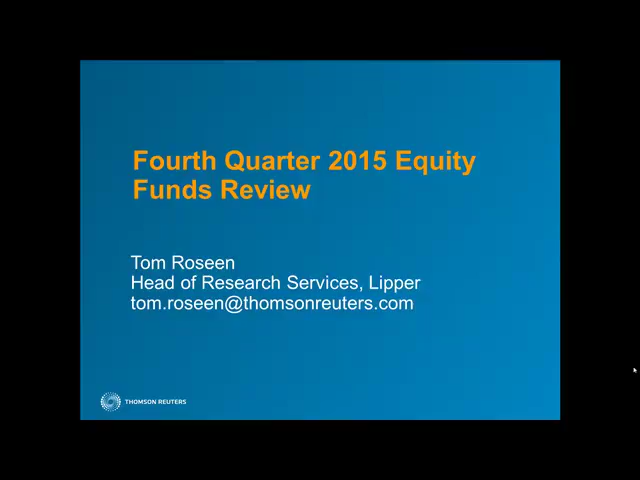 Fourth Quarter 2015 Equity
Funds Review
Tom Roseen
Head of Research Services, Lipper
tom.roseen@thomsonreuters.com
THOMSON REUTERS